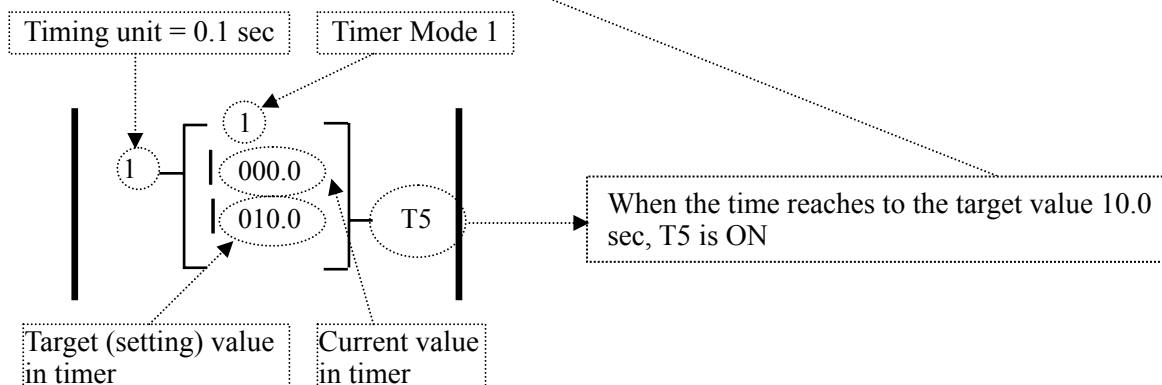 Timing unit = 0.1 sec
Timer Mode 1
1
1
000.0
010.0
T5
When the time reaches to the target value 10.0
sec, T5 is ON
Target (setting) value
in timer
Current value
in timer